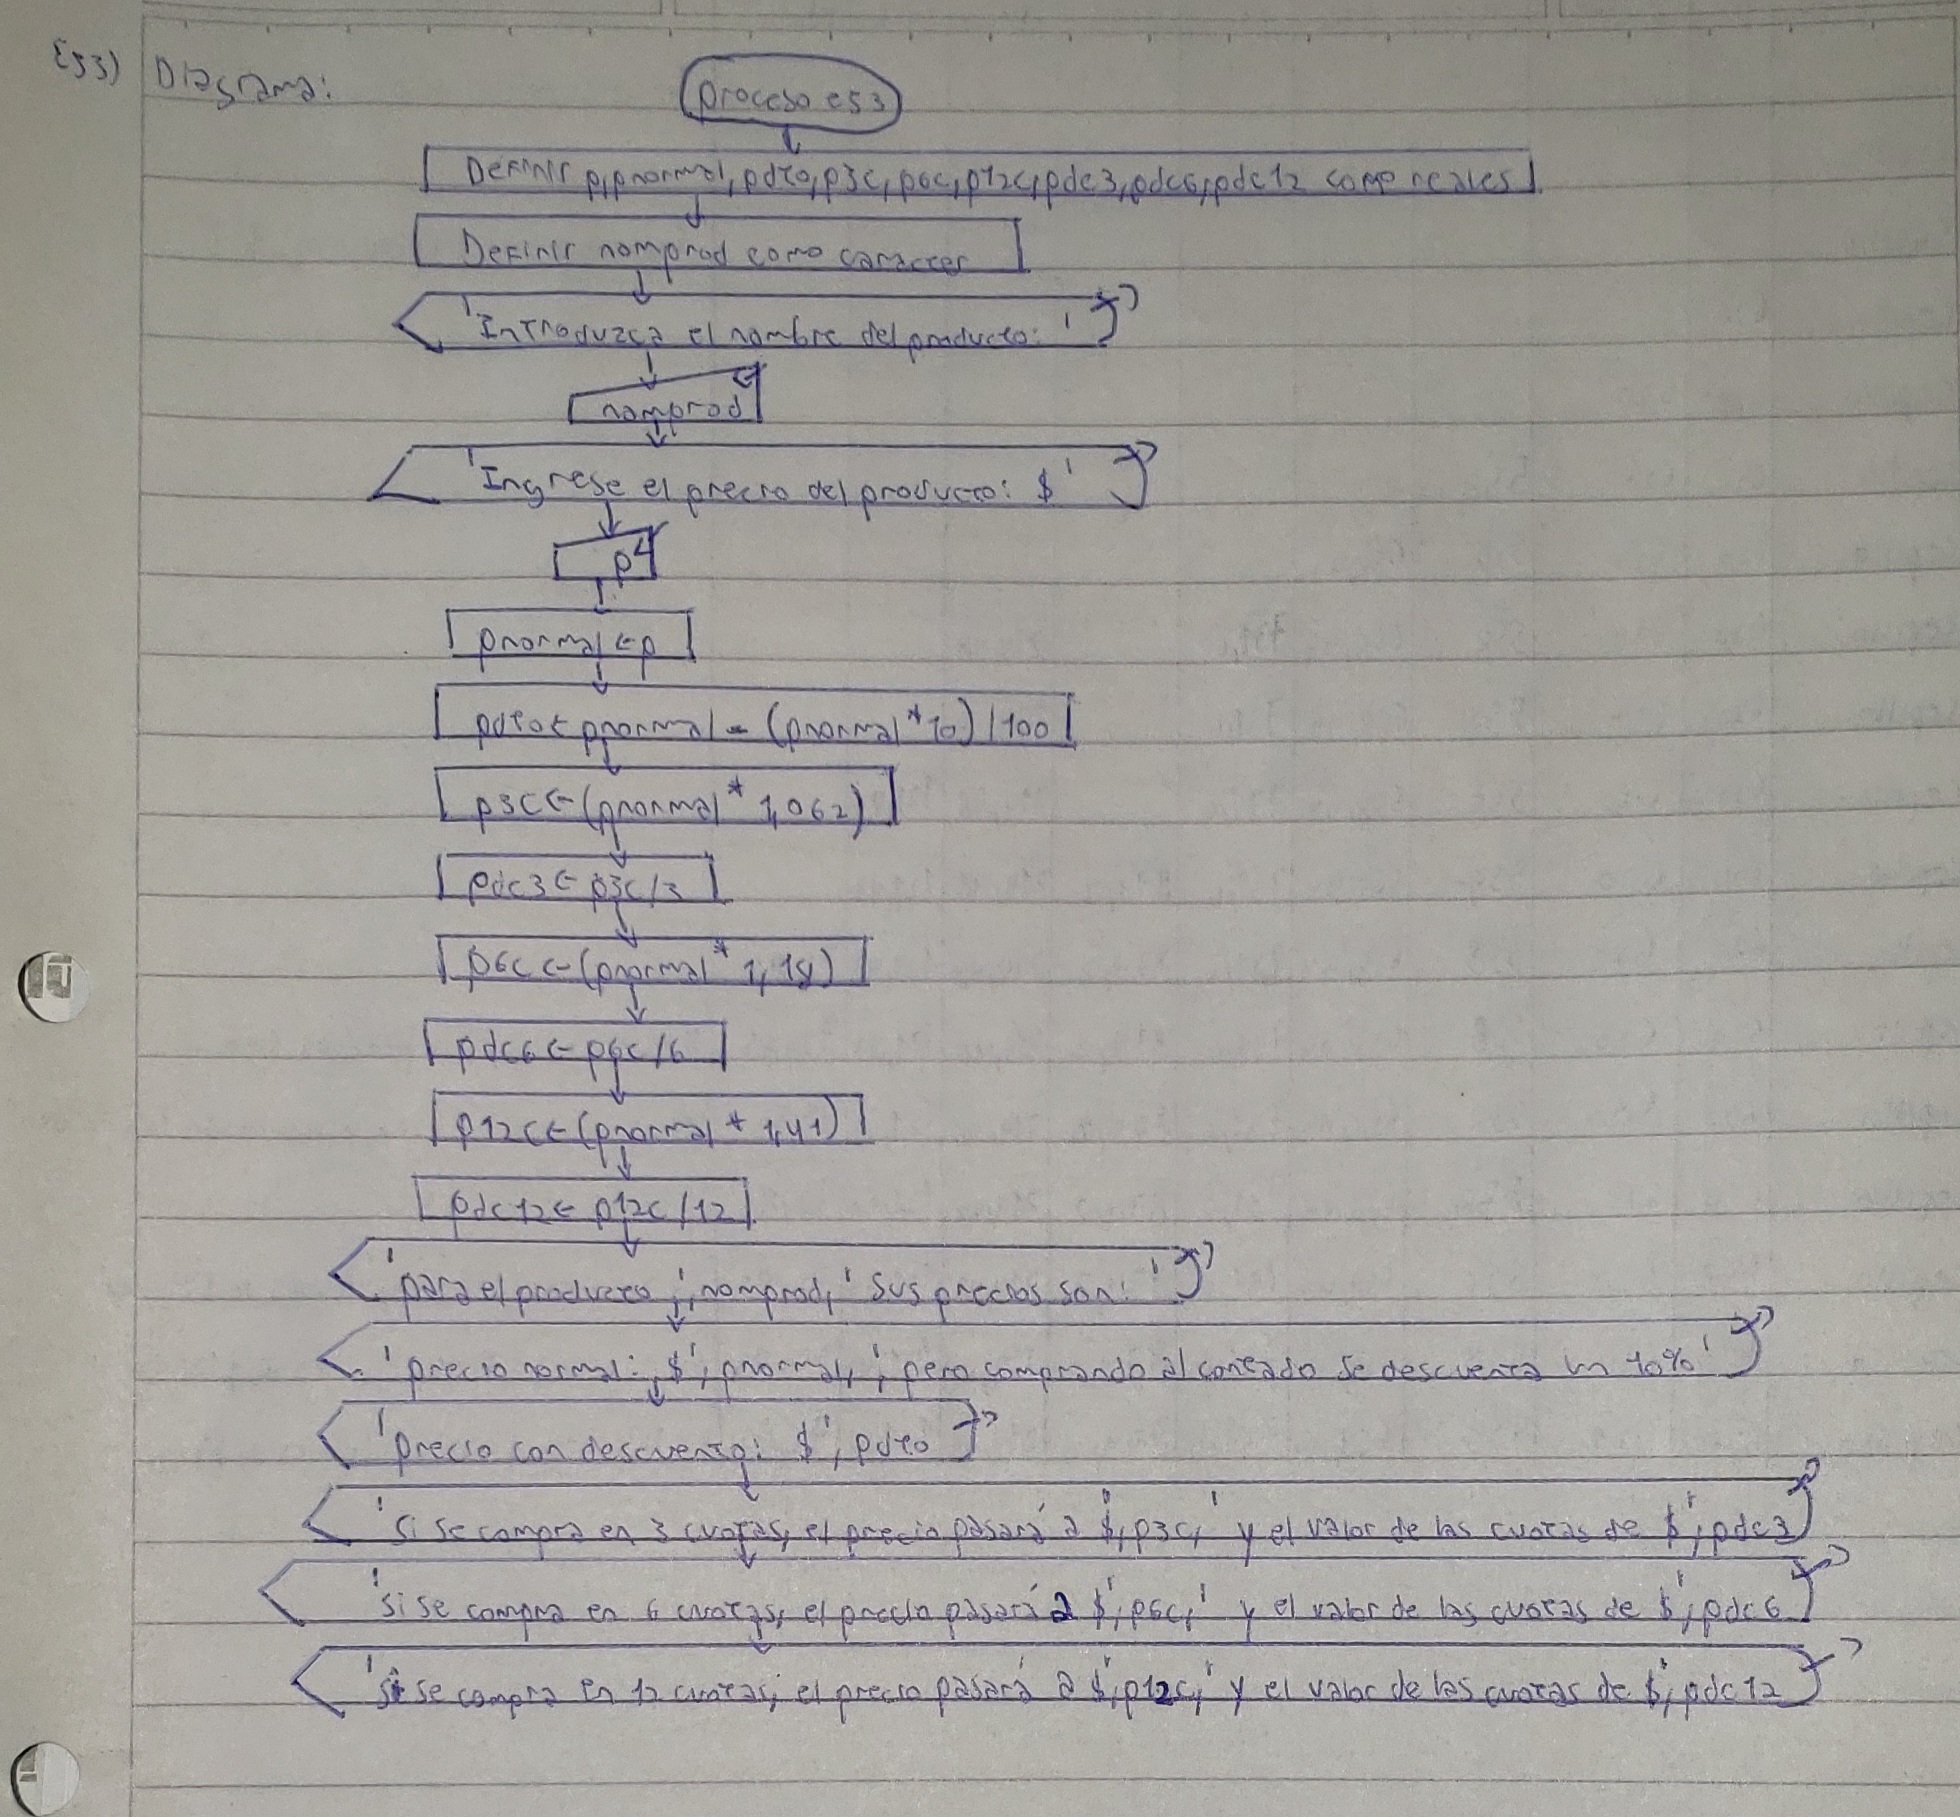 Ej3) Diagrama:
proceso ej3
Definir p,pnormal,pdto,p3c,p6c,p12c,pdc3,pdc6,pdc12 como reales
Definir nomprod como caracter
'Introduzca el nombre del producto: '
nomprod
'Ingrese el precio del producto: $'
p
pnormal←p
pdto←pnormal-(pnormal*10)/100
p3c←(pnormal*1,062)
pdc3←p3c/3
p6c←(pnormal*1,18)
pdc6←p6c/6
p12c←(pnormal*1,41)
pdc12←p12c/12
'para el producto ',nomprod,' sus precios son: '
'precio normal: $',pnormal,', pero comprando al contado se descuenta un 10%'
'precio con descuento: $',pdto
'si se compra en 3 cuotas, el precio pasará a $',p3c,' y el valor de las cuotas de $',pdc3
'si se compra en 6 cuotas, el precio pasará a $',p6c,' y el valor de las cuotas de $',pdc6
'si se compra en 12 cuotas, el precio pasará a $',p12c,' y el valor de las cuotas de $',pdc12